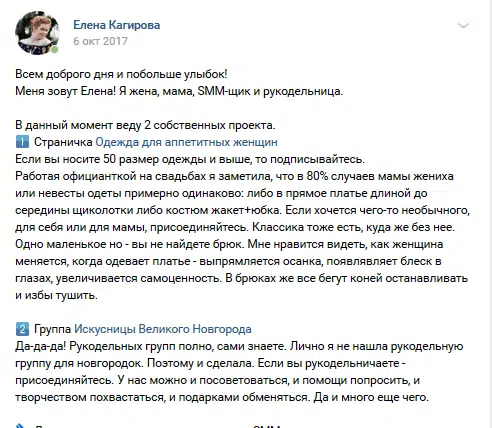 Елена Кагирова
6 окт 2017
Всем доброго дня и побольше улыбок!
Меня зовут Елена! Я жена, мама, SMM-щик и рукодельница.
В данный момент веду 2 собственных проекта.
1 Страничка Одежда для аппетитных женщин
Если вы носите 50 размер одежды и выше, то подписывайтесь.
Работая официанткой на свадьбах я заметила, что в 80% случаев мамы жениха
или невесты одеты примерно одинаково: либо в прямое платье длиной до
середины щиколотки либо костюм жакет+юбка. Если хочется чего-то необычного,
для себя или для мамы, присоединяйтесь. Классика тоже есть, куда же без нее.
Одно маленькое но - вы не найдете брюк. Мне нравится видеть, как женщина
меняется, когда одевает платье - выпрямляется осанка, появлявляет блеск в
глазах, увеличивается самоценность. В брюках же все бегут коней останавливать
и избы тушить.
2 Группа Искусницы Великого Новгорода
Да-да-да! Рукодельных групп полно, сами знаете. Лично я не нашла рукодельную
группу для новгородок. Поэтому и сделала. Если вы рукодельничаете -
присоединяйтесь. У нас можно и посоветоваться, и помощи попросить, и
творчеством похвастаться, и подарками обменяться. Да и много еще чего.